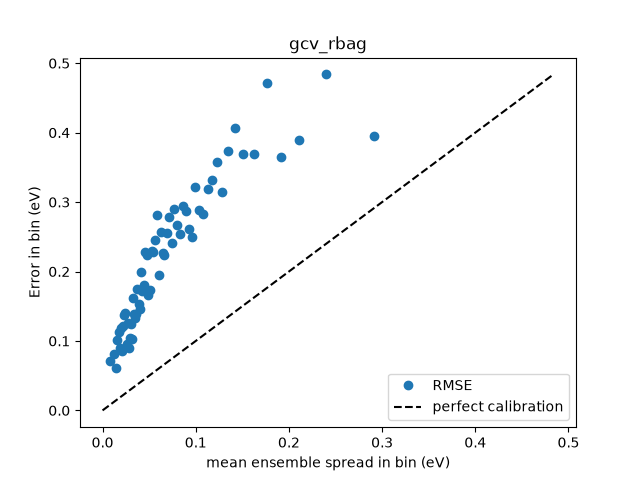 gcv_rbag
Error in bin (eV)
0.5
0.4
0.3
0.2
0.1
0.0
0.0 0.1 0.2 0.3 0.4 0.5
mean ensemble spread in bin (eV)
RMSE
perfect calibration